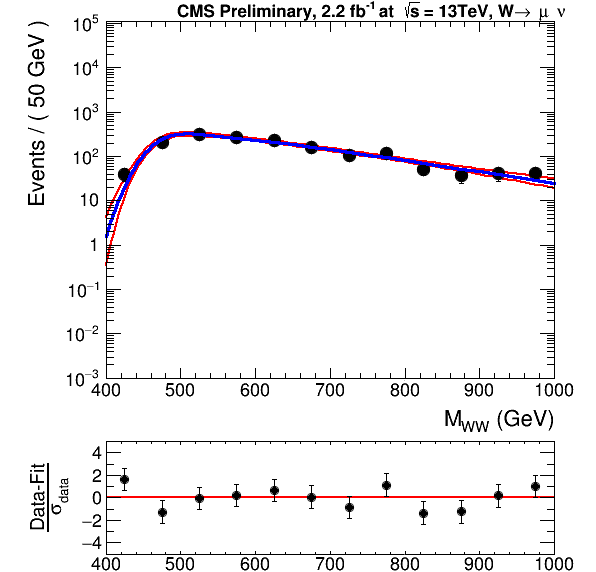 CMS Preliminary, 2.2 fb⁻¹ at √s = 13TeV, W→ μ ν
Events / ( 50 GeV )
10⁵
10⁴
10³
10²
10
1
10⁻¹
10⁻²
10⁻³
400 500 600 700 800 900 1000
M_WW (GeV)
Data-Fit
σ_data
4
2
0
−2
−4
400 500 600 700 800 900 1000